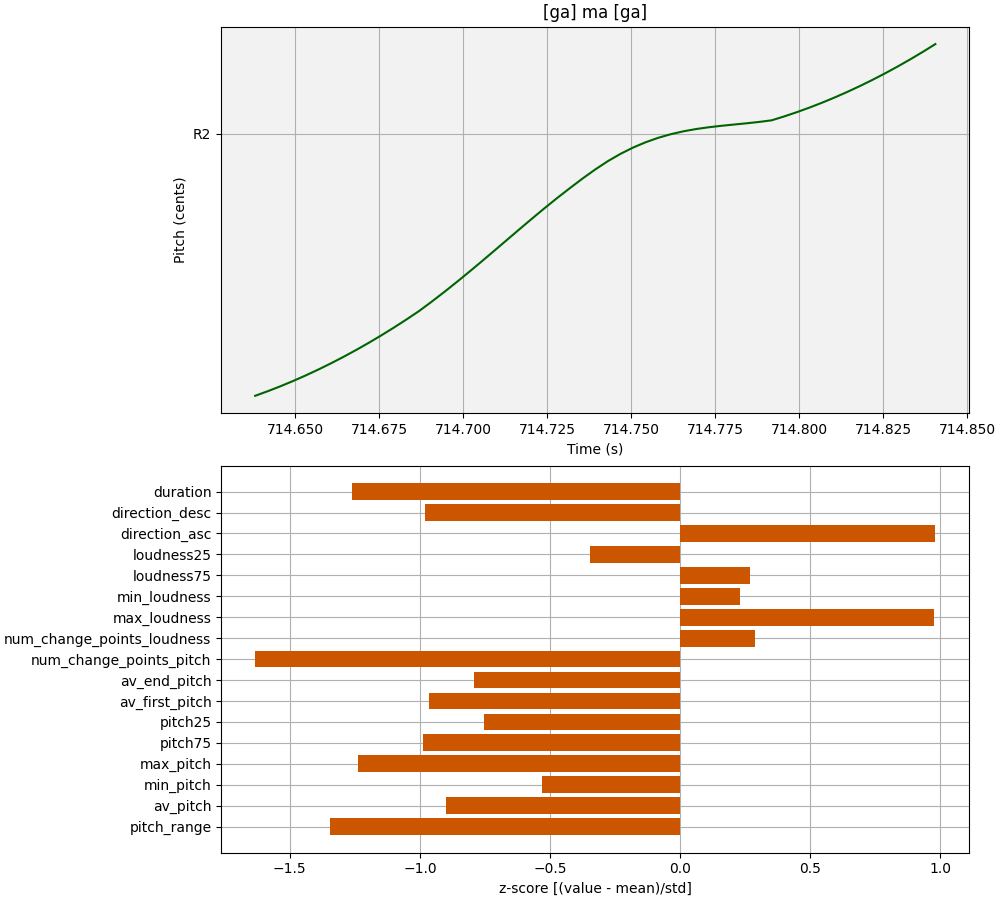 [ga] ma [ga]
R2
Pitch (cents)
714.650 714.675 714.700 714.725 714.750 714.775 714.800 714.825 714.850
Time (s)
duration
direction_desc
direction_asc
loudness25
loudness75
min_loudness
max_loudness
num_change_points_loudness
num_change_points_pitch
av_end_pitch
av_first_pitch
pitch25
pitch75
max_pitch
min_pitch
av_pitch
pitch_range
−1.5 −1.0 −0.5 0.0 0.5 1.0
z-score [(value - mean)/std]